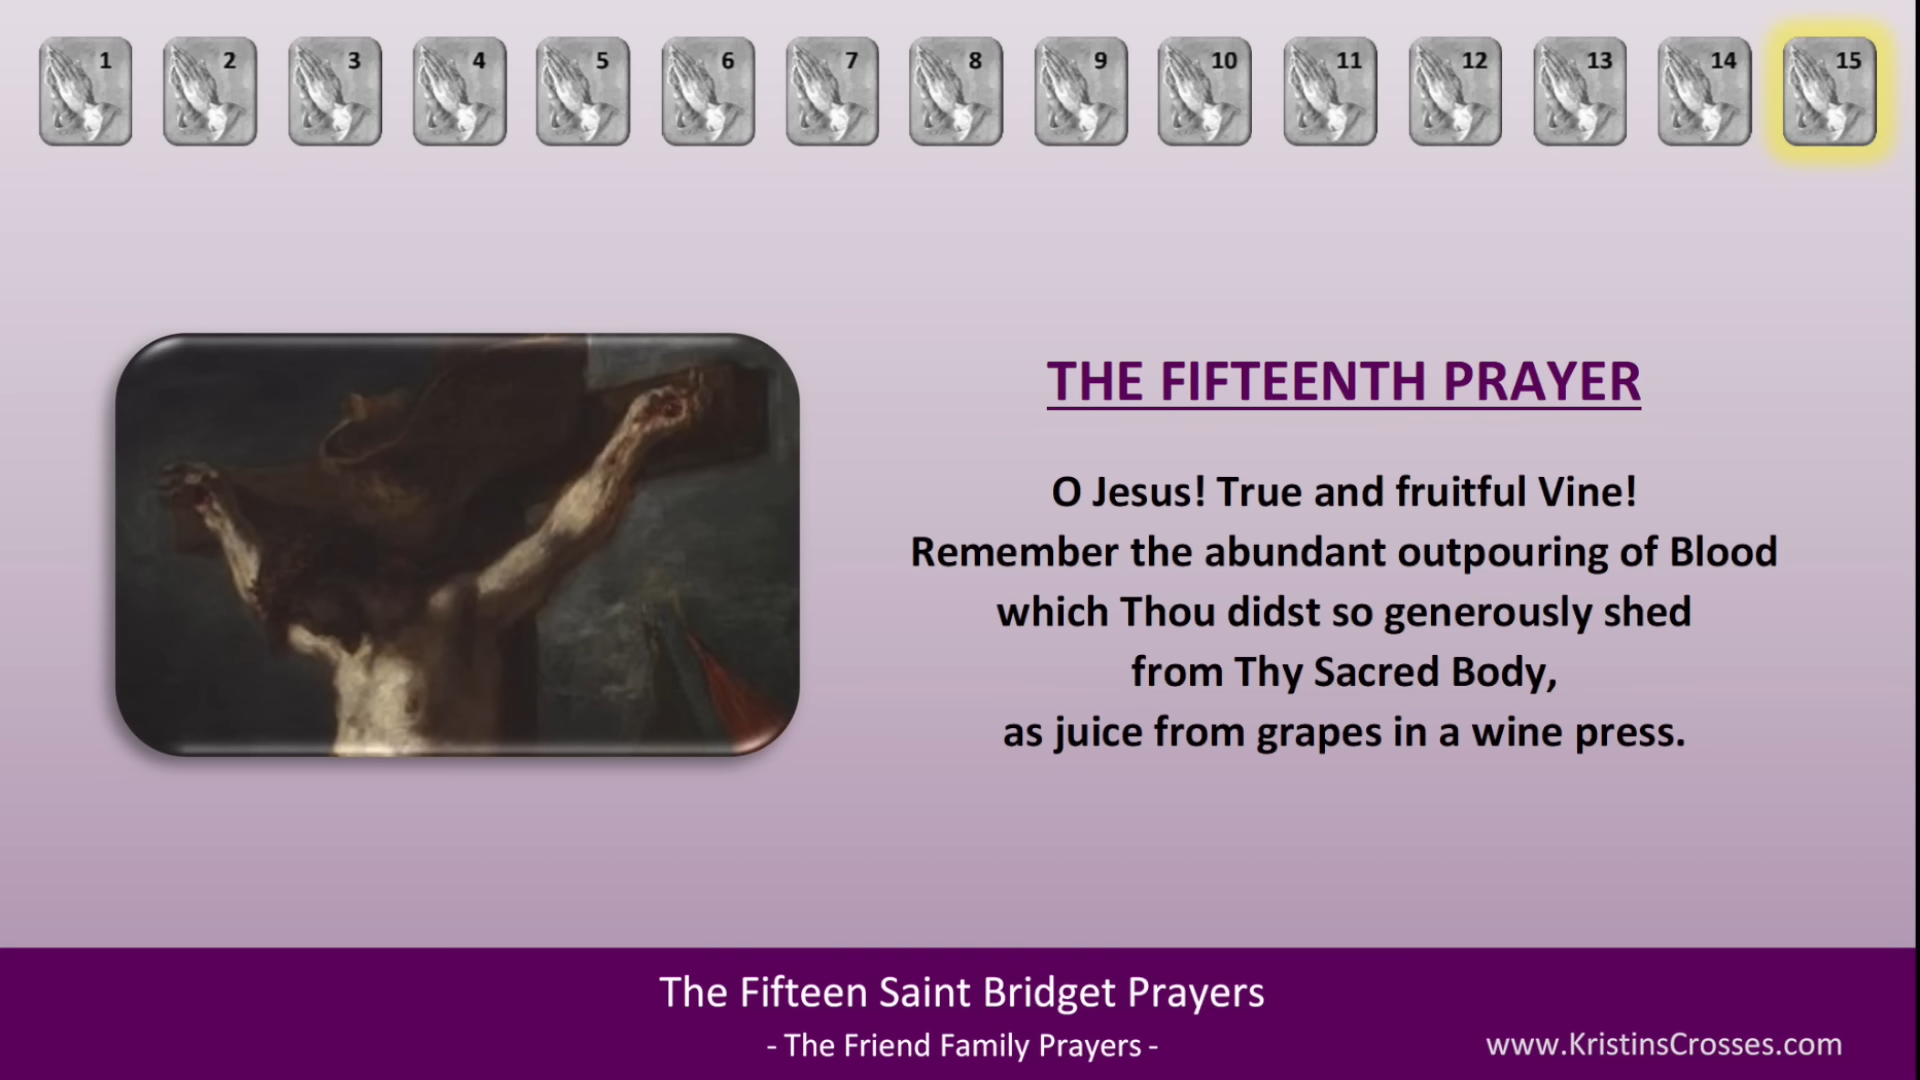 1 2 3 4 5 6 7 8 9 10 11 12 13 14 15
THE FIFTEENTH PRAYER
O Jesus! True and fruitful Vine!
Remember the abundant outpouring of Blood
which Thou didst so generously shed
from Thy Sacred Body,
as juice from grapes in a wine press.
The Fifteen Saint Bridget Prayers
- The Friend Family Prayers -
www.KristinsCrosses.com